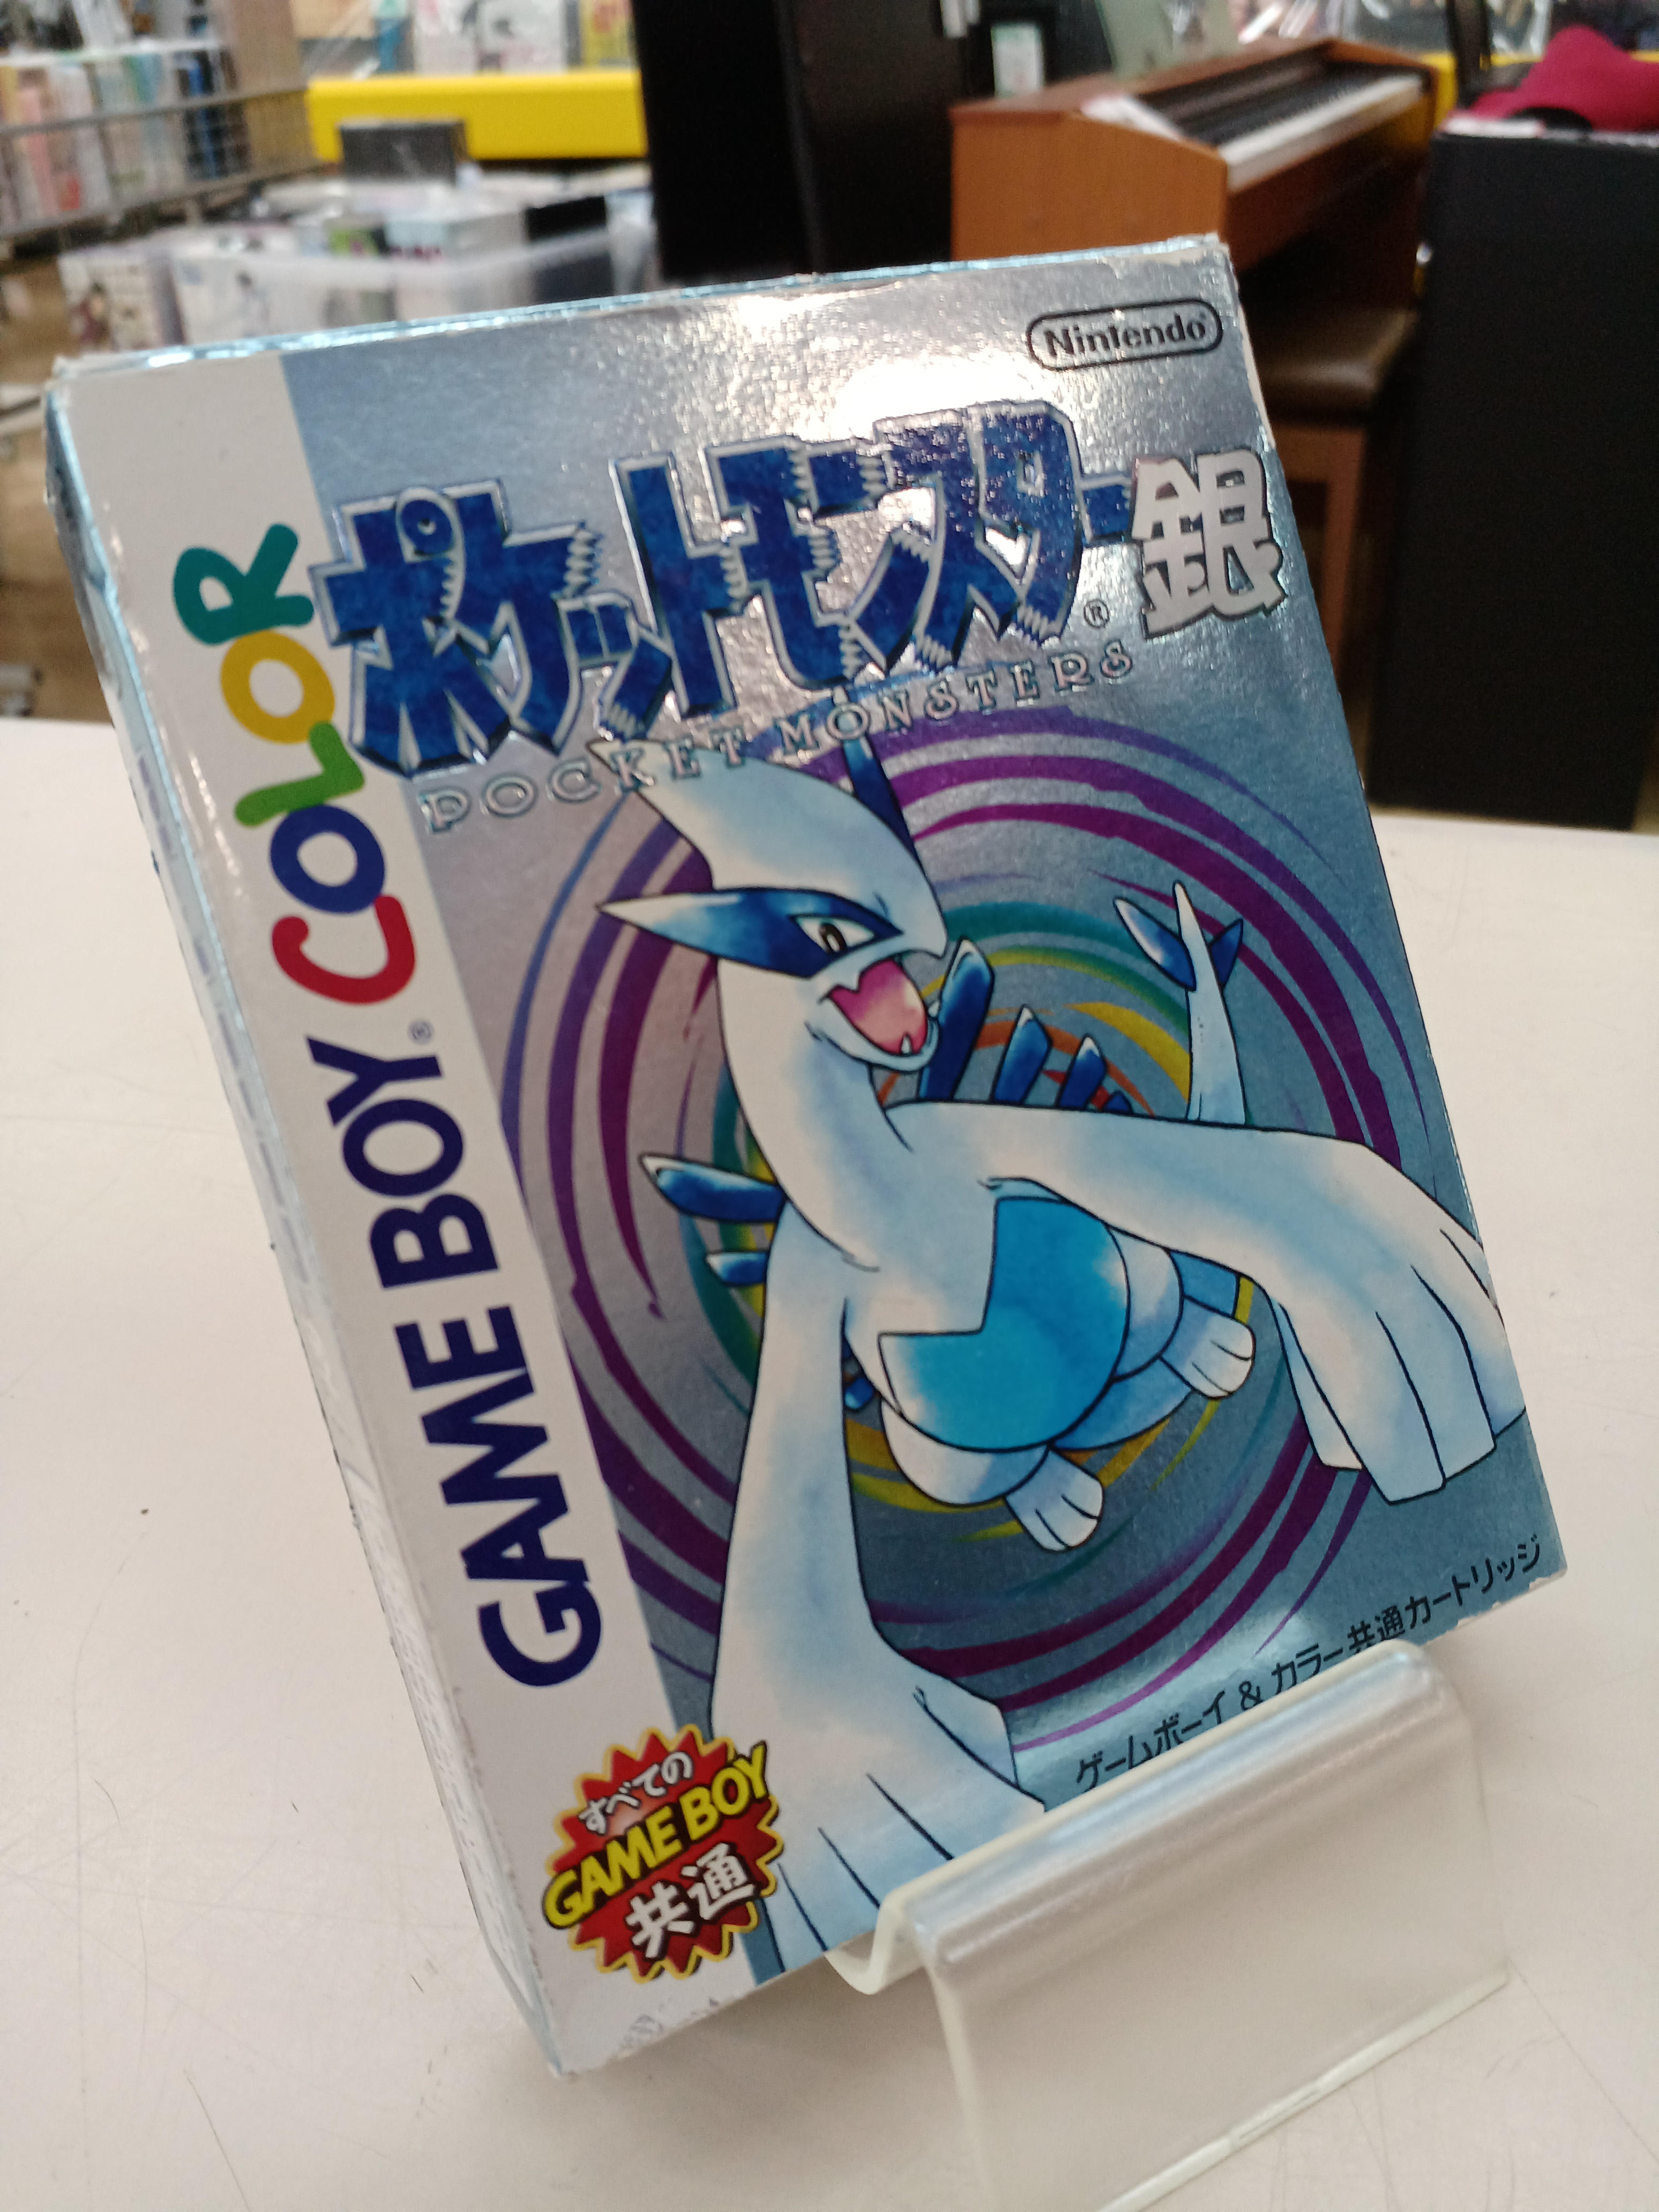 Nintendo®
ポケットモンスター銀
®
POCKET MONSTERS
GAME BOY® COLOR
ゲームボーイ & カラー共通カートリッジ
すべての
GAME BOY
共通